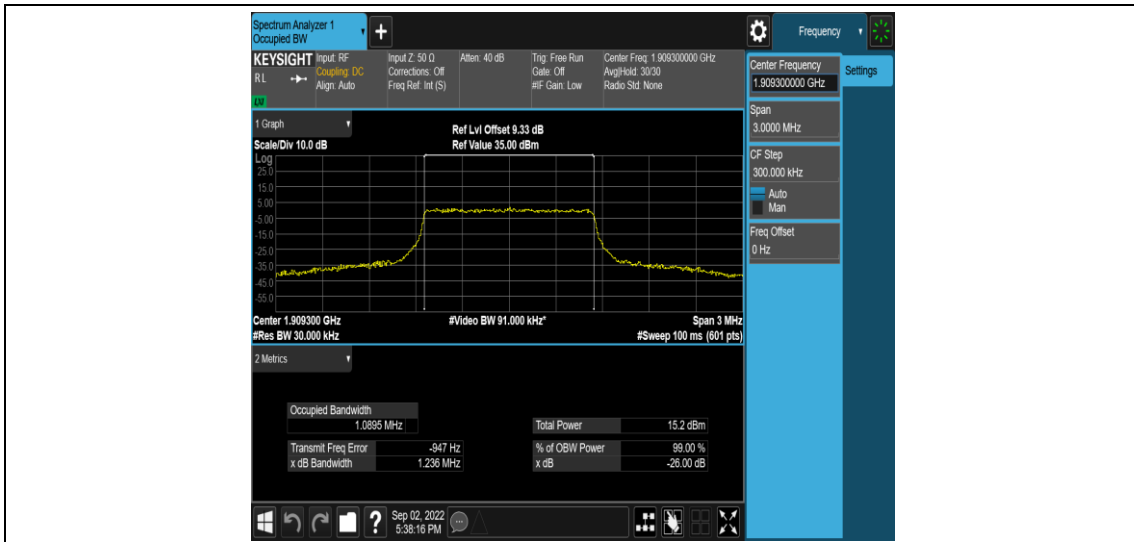 Spectrum Analyzer 1
Occupied BW
+
Frequency
KEYSIGHT
RL
LXI
Input: RF
Coupling: DC
Align: Auto
Input Z: 50 Ω
Corrections: Off
Freq Ref: Int (S)
Atten: 40 dB
Trig: Free Run
Gate: Off
#IF Gain: Low
Center Freq: 1.909300000 GHz
Avg|Hold: 30/30
Radio Std: None
Center Frequency
1.909300000 GHz
Settings
Span
3.0000 MHz
CF Step
300.000 kHz
Auto
Man
Freq Offset
0 Hz
1 Graph
Scale/Div 10.0 dB
Ref Lvl Offset 9.33 dB
Ref Value 35.00 dBm
Log
25.0
15.0
5.00
-5.00
-15.0
-25.0
-35.0
-45.0
-55.0
Center 1.909300 GHz
#Video BW 91.000 kHz*
Span 3 MHz
#Res BW 30.000 kHz
#Sweep 100 ms (601 pts)
2 Metrics
Occupied Bandwidth
1.0895 MHz
Total Power 15.2 dBm
Transmit Freq Error -947 Hz
% of OBW Power 99.00 %
x dB Bandwidth 1.236 MHz
x dB -26.00 dB
?
Sep 02, 2022
5:38:16 PM